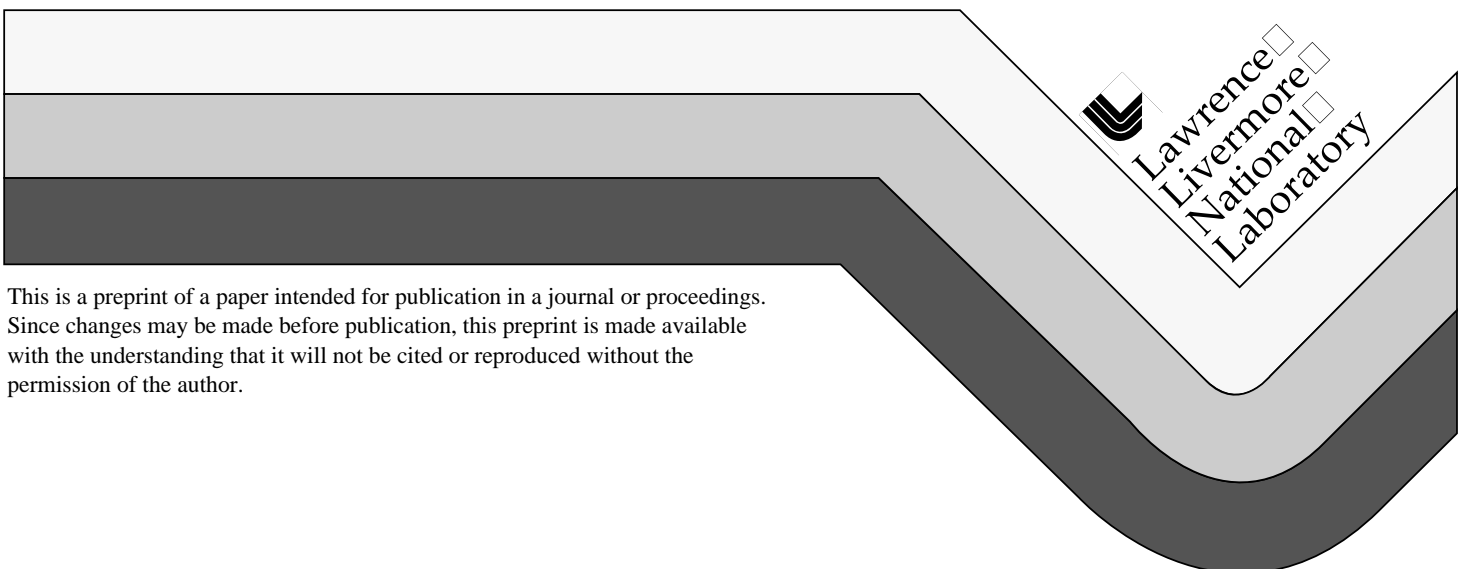 Lawrence
Livermore
National
Laboratory
This is a preprint of a paper intended for publication in a journal or proceedings.
Since changes may be made before publication, this preprint is made available
with the understanding that it will not be cited or reproduced without the
permission of the author.